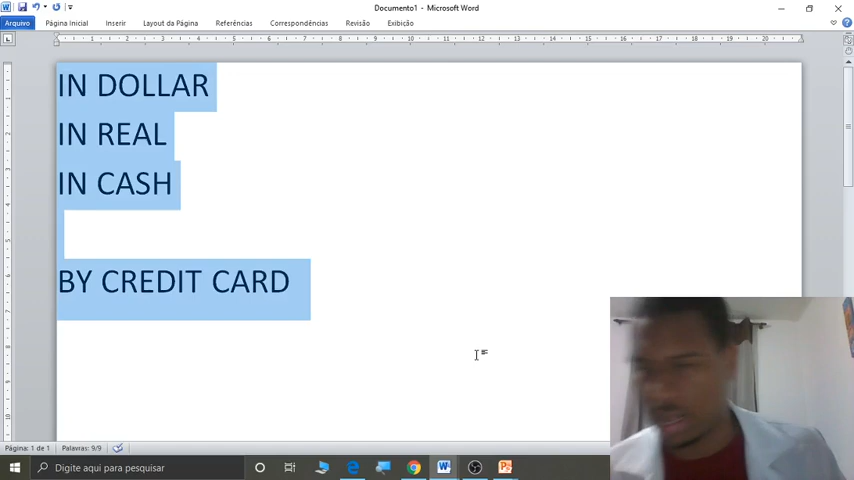 Documento1 - Microsoft Word
Arquivo
Página Inicial
Inserir
Layout da Página
Referências
Correspondências
Revisão
Exibição
IN DOLLAR
IN REAL
IN CASH
BY CREDIT CARD
Página: 1 de 1
Palavras: 9/9
Digite aqui para pesquisar